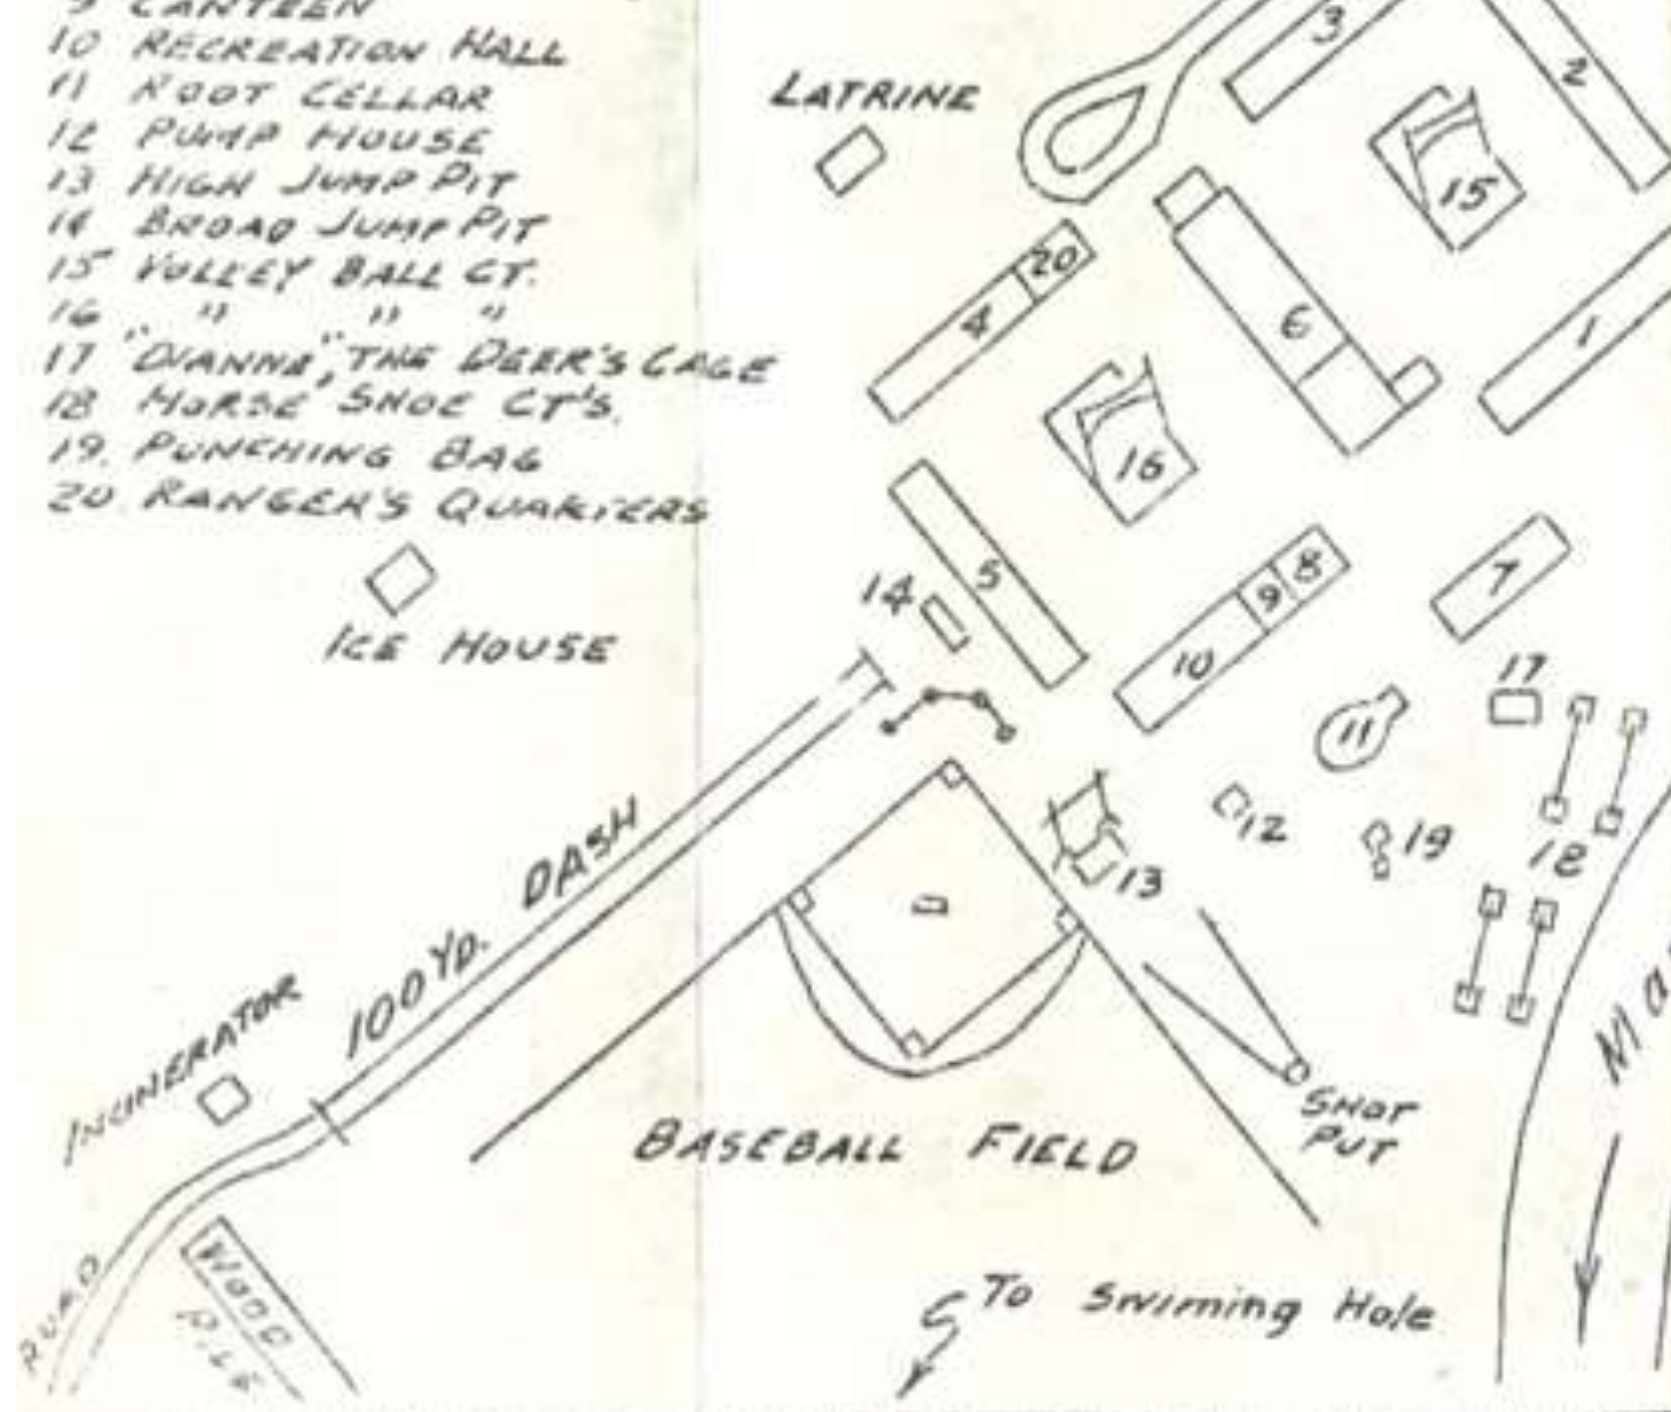 9 CANTEEN
10 RECREATION HALL
11 ROOT CELLAR
12 PUMP HOUSE
13 HIGH JUMP PIT
14 BROAD JUMP PIT
15 VOLLEY BALL CT.
16 " " "
17 "DIANNA", THE DEER'S CAGE
18 HORSE SHOE CT'S.
19. PUNCHING BAG
20 RANGER'S QUARTERS
LATRINE
3
2
15
20
4
6
1
16
5
14
9 8
7
10
17
11
12
19
18
13
ICE HOUSE
100 YD. DASH
INCINERATOR
SHOT
PUT
BASEBALL FIELD
ROAD
WOOD
PILE
To Swiming Hole